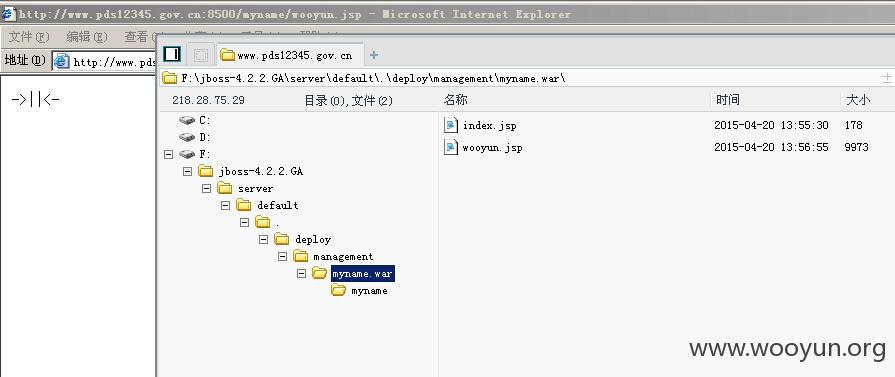 http://www.pds12345.gov.cn:8500/myname/wooyun.jsp - Microsoft Internet Explorer
文件(F) 编辑(E) 查看
地址(D) http://www.pds
www.pds12345.gov.cn
F:\jboss-4.2.2.GA\server\default\.\deploy\management\myname.war\
218.28.75.29 目录(0),文件(2) 名称 时间 大小
->||<-
C:
D:
F:
jboss-4.2.2.GA
server
default
.
deploy
management
myname.war
myname
index.jsp 2015-04-20 13:55:30 178
wooyun.jsp 2015-04-20 13:56:55 9973
www.wooyun.org